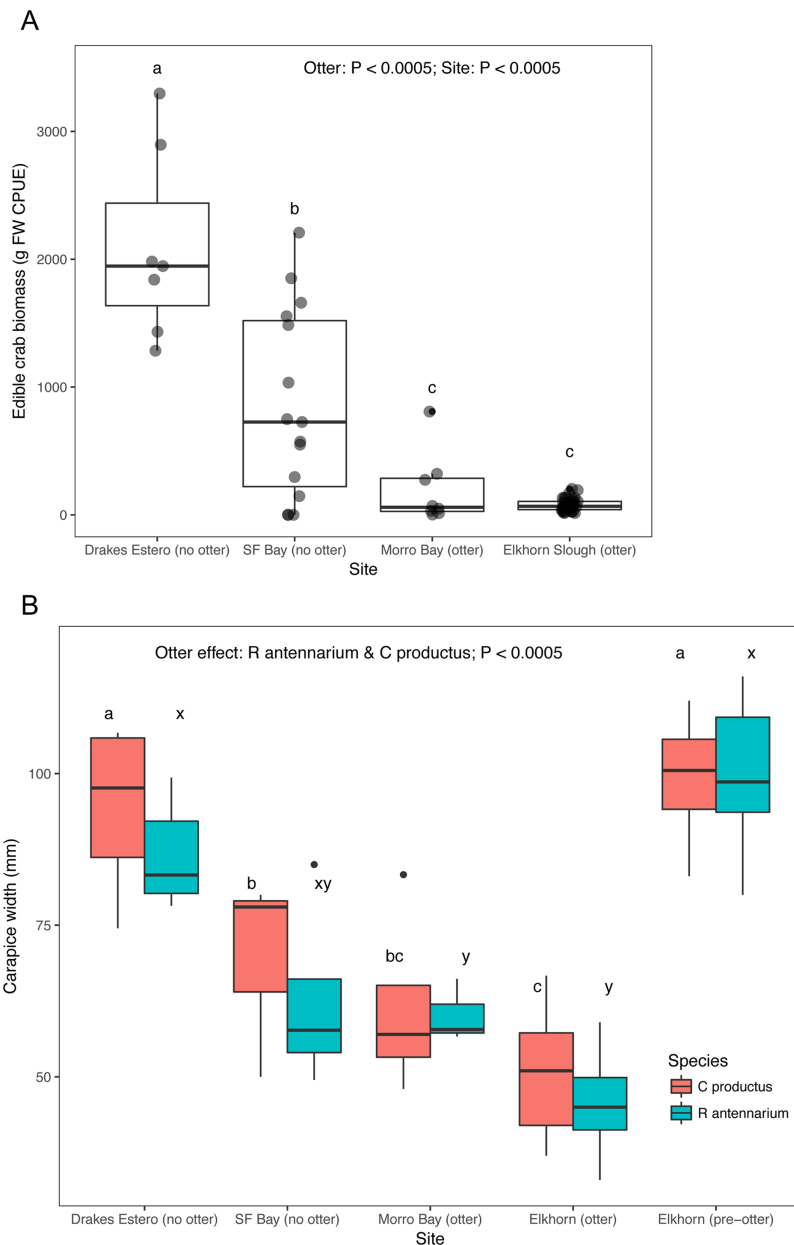 A
a
Otter: P < 0.0005; Site: P < 0.0005
b
c
c
3000
2000
1000
0
Edible crab biomass (g FW CPUE)
Drakes Estero (no otter) SF Bay (no otter) Morro Bay (otter) Elkhorn Slough (otter)
Site
B
Otter effect: R antennarium & C productus; P < 0.0005
a x
a x
b xy
bc y
c y
100
75
50
Carapice width (mm)
Species
C productus
R antennarium
Drakes Estero (no otter) SF Bay (no otter) Morro Bay (otter) Elkhorn (otter) Elkhorn (pre−otter)
Site